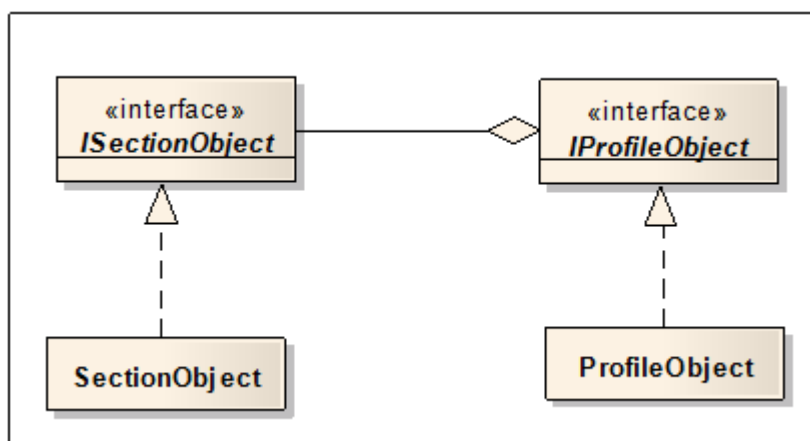 «interface»
ISectionObject
«interface»
IProfileObject
SectionObject
ProfileObject